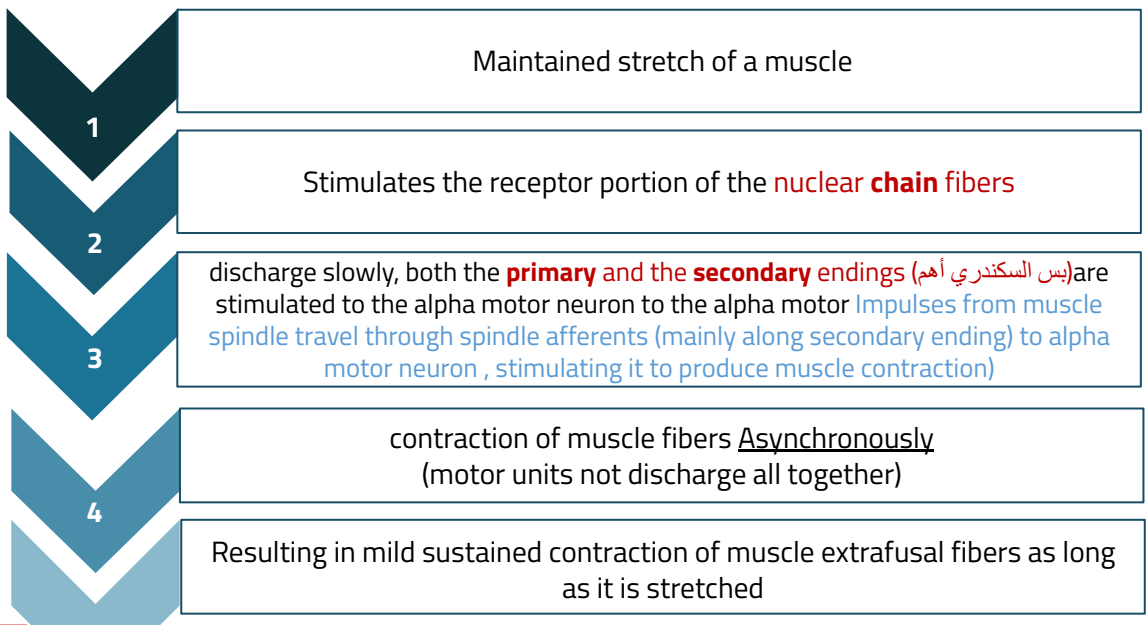 Maintained stretch of a muscle
1
Stimulates the receptor portion of the nuclear chain fibers
2
discharge slowly, both the primary and the secondary endings (بس السكندري أهم)are
stimulated to the alpha motor neuron to the alpha motor Impulses from muscle
spindle travel through spindle afferents (mainly along secondary ending) to alpha
motor neuron , stimulating it to produce muscle contraction)
3
contraction of muscle fibers Asynchronously
(motor units not discharge all together)
4
Resulting in mild sustained contraction of muscle extrafusal fibers as long
as it is stretched